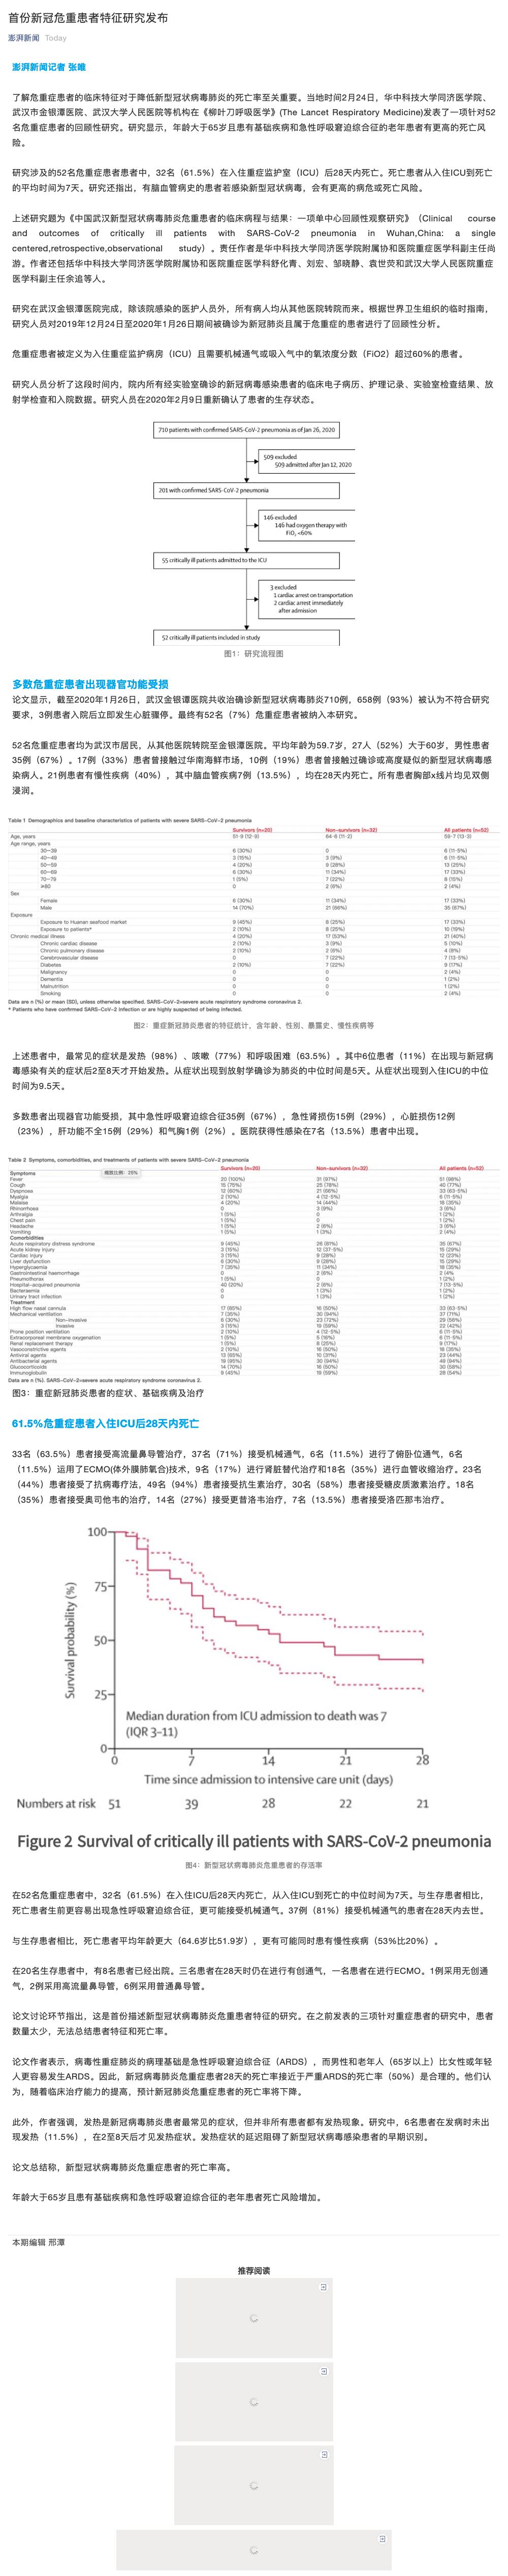 首份新冠危重患者特征研究发布
澎湃新闻 Today
澎湃新闻记者 张唯
了解危重症患者的临床特征对于降低新型冠状病毒肺炎的死亡率至关重要。当地时间2月24日，华中科技大学同济医学院、
武汉市金银潭医院、武汉大学人民医院等机构在《柳叶刀呼吸医学》(The Lancet Respiratory Medicine)发表了一项针对52
名危重症患者的回顾性研究。研究显示，年龄大于65岁且患有基础疾病和急性呼吸窘迫综合征的老年患者有更高的死亡风
险。
研究涉及的52名危重症患者患者中，32名（61.5%）在入住重症监护室（ICU）后28天内死亡。死亡患者从入住ICU到死亡
的平均时间为7天。研究还指出，有脑血管病史的患者若感染新型冠状病毒，会有更高的病危或死亡风险。
上述研究题为《中国武汉新型冠状病毒肺炎危重症患者的临床病程与结果：一项单中心回顾性观察研究》（Clinical course
and outcomes of critically ill patients with SARS-CoV-2 pneumonia in Wuhan,China: a single
centered,retrospective,observational study）。责任作者是华中科技大学同济医学院附属协和医院重症医学科副主任尚
游。作者还包括华中科技大学同济医学院附属协和医院重症医学科舒化青、刘宏、邹晓静、袁世荧和武汉大学人民医院重症
医学科副主任余追等人。
研究在武汉金银潭医院完成，除该院感染的医护人员外，所有病人均从其他医院转院而来。根据世界卫生组织的临时指南，
研究人员对2019年12月24日至2020年1月26日期间被确诊为新冠肺炎且属于危重症的患者进行了回顾性分析。
危重症患者被定义为入住重症监护病房（ICU）且需要机械通气或吸入气中的氧浓度分数（FiO2）超过60%的患者。
研究人员分析了这段时间内，院内所有经实验室确诊的新冠病毒感染患者的临床电子病历、护理记录、实验室检查结果、放
射学检查和入院数据。研究人员在2020年2月9日重新确认了患者的生存状态。
710 patients with confirmed SARS-CoV-2 pneumonia as of Jan 26, 2020
509 excluded
509 admitted after Jan 12, 2020
201 with confirmed SARS-CoV-2 pneumonia
146 excluded
146 had oxygen therapy with
FiO₂ <60%
55 critically ill patients admitted to the ICU
3 excluded
1 cardiac arrest on transportation
2 cardiac arrest immediately
after admission
52 critically ill patients included in study
图1：研究流程图
多数危重症患者出现器官功能受损
论文显示，截至2020年1月26日，武汉金银潭医院共收治确诊新型冠状病毒肺炎710例，658例（93%）被认为不符合研究
要求，3例患者入院后立即发生心脏骤停。最终有52名（7%）危重症患者被纳入本研究。
52名危重症患者均为武汉市居民，从其他医院转院至金银潭医院。平均年龄为59.7岁，27人（52%）大于60岁，男性患者
35例（67%）。17例（33%）患者曾接触过华南海鲜市场，10例（19%）患者曾接触过确诊或高度疑似的新型冠状病毒感
染病人。21例患者有慢性疾病（40%），其中脑血管疾病7例（13.5%），均在28天内死亡。所有患者胸部x线片均见双侧
浸润。
Table 1 Demographics and baseline characteristics of patients with severe SARS-CoV-2 pneumonia
Survivors (n=20) Non-survivors (n=32) All patients (n=52)
Age, years 51·9 (12·9) 64·6 (11·2) 59·7 (13·3)
Age range, years
30–39 6 (30%) 0 6 (11·5%)
40–49 3 (15%) 3 (9%) 6 (11·5%)
50–59 4 (20%) 9 (28%) 13 (25%)
60–69 6 (30%) 11 (34%) 17 (33%)
70–79 1 (5%) 7 (22%) 8 (15%)
≥80 0 2 (6%) 2 (4%)
Sex
Female 6 (30%) 11 (34%) 17 (33%)
Male 14 (70%) 21 (66%) 35 (67%)
Exposure
Exposure to Huanan seafood market 9 (45%) 8 (25%) 17 (33%)
Exposure to patients* 2 (10%) 8 (25%) 10 (19%)
Chronic medical illness 4 (20%) 17 (53%) 21 (40%)
Chronic cardiac disease 2 (10%) 3 (9%) 5 (10%)
Chronic pulmonary disease 2 (10%) 2 (6%) 4 (8%)
Cerebrovascular disease 0 7 (22%) 7 (13·5%)
Diabetes 2 (10%) 7 (22%) 9 (17%)
Malignancy 0 2 (4%)
Dementia 0 1 (2%)
Malnutrition 0 1 (2%)
Smoking 0 2 (4%)
Data are n (%) or mean (SD), unless otherwise specified. SARS-COV-2=severe acute respiratory syndrome coronavirus 2.
* Patients who have confirmed SARS-COV-2 infection or are highly suspected of being infected.
图2：重症新冠肺炎患者的特征统计，含年龄、性别、暴露史、慢性疾病等
上述患者中，最常见的症状是发热（98%）、咳嗽（77%）和呼吸困难（63.5%）。其中6位患者（11%）在出现与新冠病
毒感染有关的症状后2至8天才开始发热。从症状出现到放射学确诊为肺炎的中位时间是5天。从症状出现到入住ICU的中位
时间为9.5天。
多数患者出现器官功能受损，其中急性呼吸窘迫综合征35例（67%），急性肾损伤15例（29%），心脏损伤12例
（23%），肝功能不全15例（29%）和气胸1例（2%）。医院获得性感染在7名（13.5%）患者中出现。
Table 2 Symptoms, comorbidities, and treatments of patients with severe SARS-CoV-2 pneumonia
缩放比例：25%
Survivors (n=20) Non-survivors (n=32) All patients (n=52)
Symptoms
Fever 20 (100%) 31 (97%) 51 (98%)
Cough 15 (75%) 25 (78%) 40 (77%)
Dyspnoea 12 (60%) 21 (66%) 33 (63·5%)
Myalgia 2 (10%) 4 (12·5%) 6 (11·5%)
Malaise 4 (20%) 14 (44%) 18 (35%)
Rhinorrhoea 0 3 (9%) 3 (6%)
Arthralgia 1 (5%) 0 1 (2%)
Chest pain 1 (5%) 0 1 (2%)
Headache 1 (5%) 2 (6%) 3 (6%)
Vomiting 1 (5%) 1 (3%) 2 (4%)
Comorbidities
Acute respiratory distress syndrome 9 (45%) 26 (81%) 35 (67%)
Acute kidney injury 3 (15%) 12 (37·5%) 15 (29%)
Cardiac injury 3 (15%) 9 (28%) 12 (23%)
Liver dysfunction 6 (30%) 9 (28%) 15 (29%)
Hyperglycaemia 7 (35%) 11 (34%) 18 (35%)
Gastrointestinal haemorrhage 0 2 (6%) 2 (4%
Pneumothorax 1 (5%) 0 1 (2%)
Hospital-acquired pneumonia
Bacteraemia 0 1 (3%) 1 (2%)
Urinary tract infection 0 1 (3%) 1 (2%)
Treatment
High flow nasal cannula 17 (85%) 16 (50%) 33 (63·5%)
Mechanical ventilation 7 (35%) 30 (94%) 37 (71%)
Non-invasive 6 (30%) 23 (72%) 29 (56%)
Invasive 3 (15%) 19 (59%) 22 (42%)
Prone position ventilation 2 (10%) 4 (12·5%) 6 (11·5%)
Extracorporeal membrane oxygenation 1 (5%) 5 (16%) 6 (11·5%)
Renal replacement therapy 1 (5%) 8 (25%) 9 (17%)
Vasoconstrictive agents 2 (10%) 16 (50%) 18 (35%)
Antiviral agents 13 (65%) 10 (31%) 23 (44%)
Antibacterial agents 19 (95%) 30 (94%) 49 (94%)
Glucocorticoids 14 (70%) 16 (50%) 30 (58%)
Immunoglobulin 9 (45%) 19 (59%) 28 (54%)
Data are n (%). SARS-CoV-2=severe acute respiratory syndrome coronavirus 2.
图3：重症新冠肺炎患者的症状、基础疾病及治疗
61.5%危重症患者入住ICU后28天内死亡
33名（63.5%）患者接受高流量鼻导管治疗，37名（71%）接受机械通气，6名（11.5%）进行了俯卧位通气，6名
（11.5%）运用了ECMO(体外膜肺氧合)技术，9名（17%）进行肾脏替代治疗和18名（35%）进行血管收缩治疗。23名
（44%）患者接受了抗病毒疗法，49名（94%）患者接受抗生素治疗，30名（58%）患者接受糖皮质激素治疗。18名
（35%）患者接受奥司他韦的治疗，14名（27%）接受更昔洛韦治疗，7名（13.5%）患者接受洛匹那韦治疗。
100
75
50
25
0
Survival probability (%)
Median duration from ICU admission to death was 7
(IQR 3–11)
0 7 14 21 28
Time since admission to intensive care unit (days)
Numbers at risk 51 39 28 22 21
Figure 2 Survival of critically ill patients with SARS-CoV-2 pneumonia
图4：新型冠状病毒肺炎危重患者的存活率
在52名危重症患者中，32名（61.5%）在入住ICU后28天内死亡，从入住ICU到死亡的中位时间为7天。与生存患者相比，
死亡患者生前更容易出现急性呼吸窘迫综合征，更可能接受机械通气。37例（81%）接受机械通气的患者在28天内去世。
与生存患者相比，死亡患者平均年龄更大（64.6岁比51.9岁），更有可能同时患有慢性疾病（53%比20%）。
在20名生存患者中，有8名患者已经出院。三名患者在28天时仍在进行有创通气，一名患者在进行ECMO。1例采用无创通
气，2例采用高流量鼻导管，6例采用普通鼻导管。
论文讨论环节指出，这是首份描述新型冠状病毒肺炎危重症患者特征的研究。在之前发表的三项针对重症患者的研究中，患者
数量太少，无法总结患者特征和死亡率。
论文作者表示，病毒性重症肺炎的病理基础是急性呼吸窘迫综合征（ARDS），而男性和老年人（65岁以上）比女性或年轻
人更容易发生ARDS。因此，新冠病毒肺炎危重症患者28天的死亡率接近于严重ARDS的死亡率（50%）是合理的。他们认
为，随着临床治疗能力的提高，预计新冠肺炎危重症患者的死亡率将下降。
此外，作者强调，发热是新冠病毒肺炎患者最常见的症状，但并非所有患者都有发热现象。研究中，6名患者在发病时未出
现发热（11.5%），在2至8天后才见发热症状。发热症状的延迟阻碍了新型冠状病毒感染患者的早期识别。
论文总结称，新型冠状病毒肺炎危重症患者的死亡率高。
年龄大于65岁且患有基础疾病和急性呼吸窘迫综合征的老年患者死亡风险增加。
本期编辑 邢潭
推荐阅读